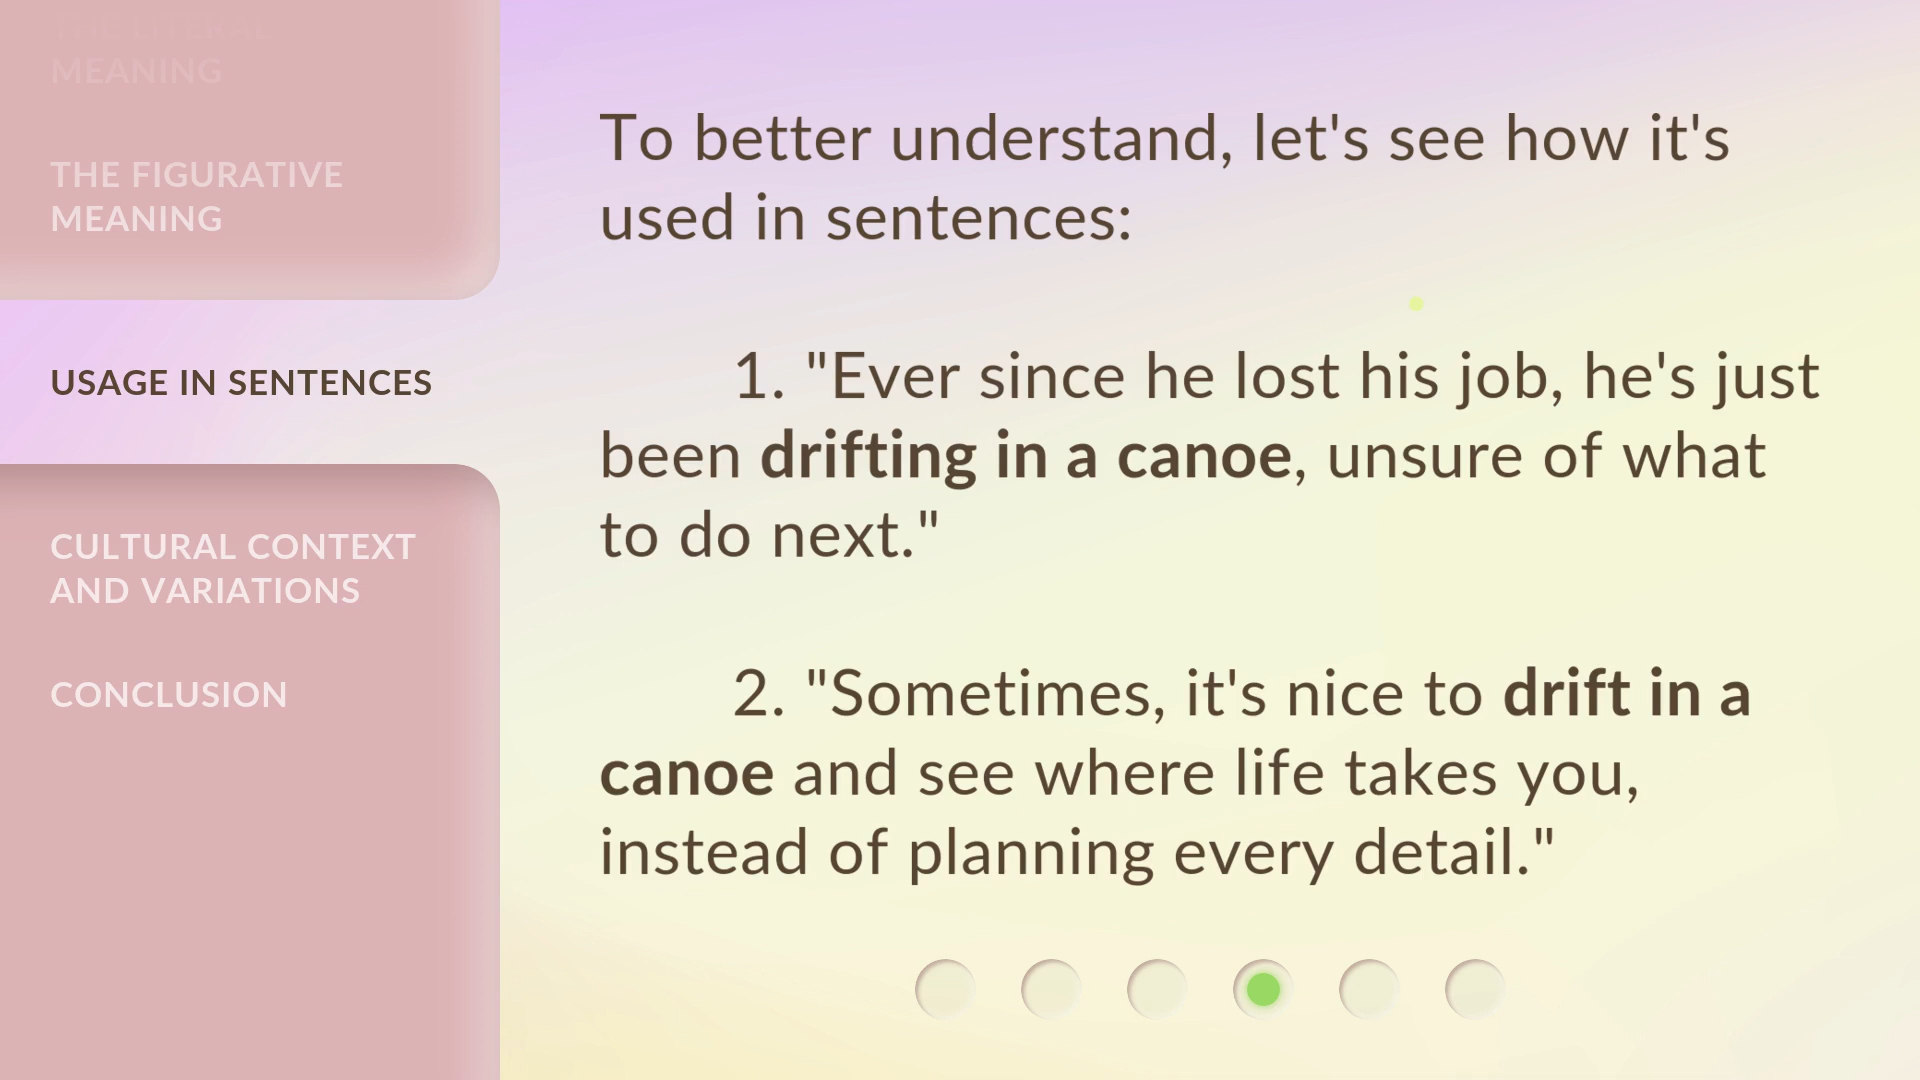 THE LITERAL
MEANING
THE FIGURATIVE
MEANING
USAGE IN SENTENCES
CULTURAL CONTEXT
AND VARIATIONS
CONCLUSION
To better understand, let's see how it's
used in sentences:
1. "Ever since he lost his job, he's just
been drifting in a canoe, unsure of what
to do next."
2. "Sometimes, it's nice to drift in a
canoe and see where life takes you,
instead of planning every detail."